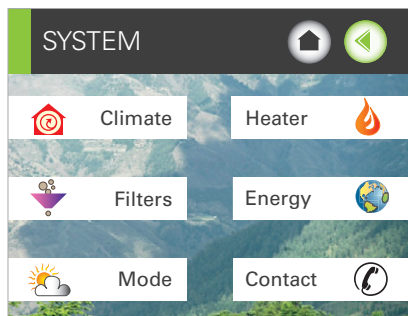 SYSTEM
Climate
Heater
Filters
Energy
Mode
Contact